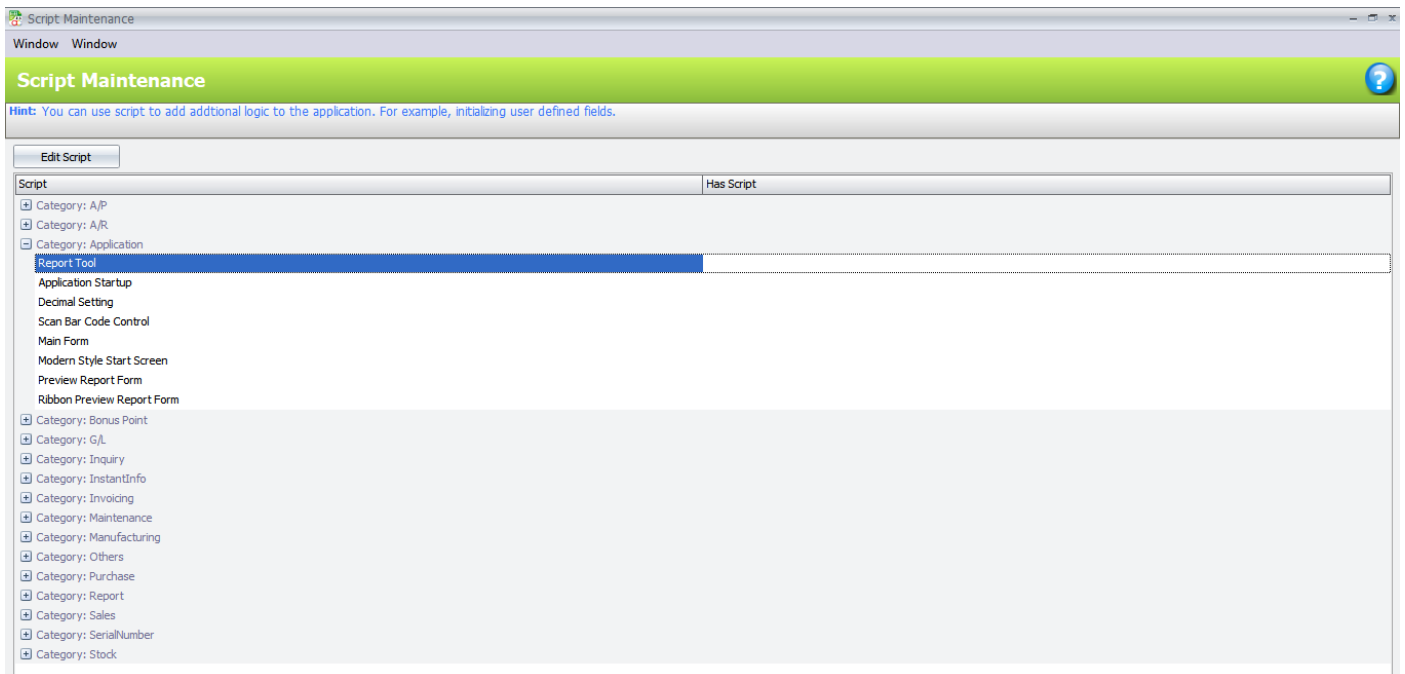 Script Maintenance
Window Window
Script Maintenance
Hint: You can use script to add addtional logic to the application. For example, initializing user defined fields.
Edit Script
Script Has Script
Category: A/P
Category: A/R
Category: Application
Report Tool
Application Startup
Decimal Setting
Scan Bar Code Control
Main Form
Modern Style Start Screen
Preview Report Form
Ribbon Preview Report Form
Category: Bonus Point
Category: G/L
Category: Inquiry
Category: InstantInfo
Category: Invoicing
Category: Maintenance
Category: Manufacturing
Category: Others
Category: Purchase
Category: Report
Category: Sales
Category: SerialNumber
Category: Stock